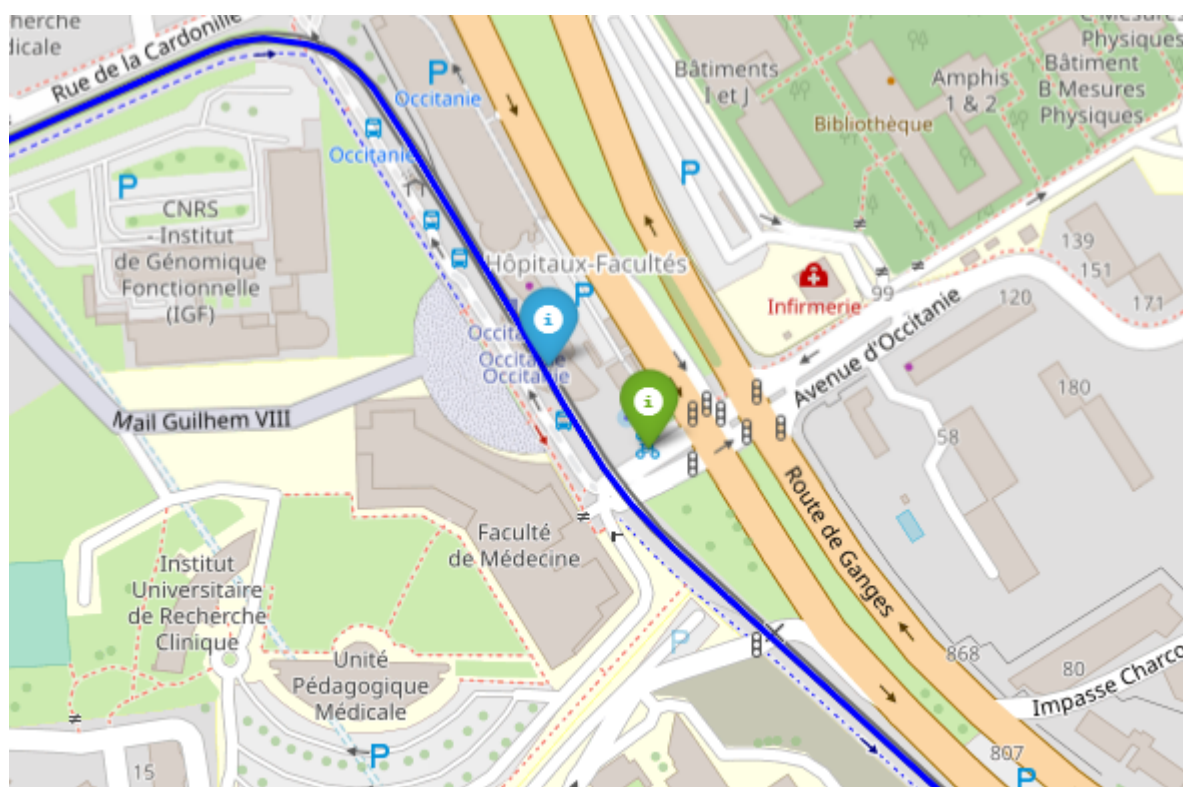 Rue de la Cardonille
dicale
P
Occitanie
Occitanie
P
CNRS
- Institut
de Génomique
Fonctionnelle
(IGF)
Hôpitaux-Facultés
P
i
Occitanie
Occitanie
i
Mail Guilhem VIII
Bâtiments
I et J
Bibliothèque
Amphis
1 & 2
Physiques
Bâtiment
B Mesures
Physiques
P
Infirmerie
99
139
151
171
120
Avenue d'Occitanie
180
58
Route de Ganges
868
80
Impasse Charco
807
P
Faculté
de Médecine
Institut
Universitaire
de Recherche
Clinique
Unité
Pédagogique
Médicale
P
P
15